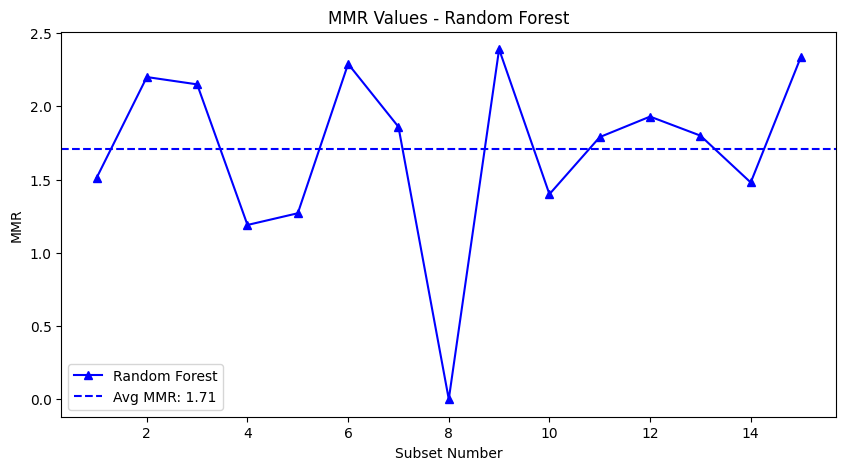 MMR Values - Random Forest
2.5
2.0
1.5
1.0
0.5
0.0
MMR
Random Forest
Avg MMR: 1.71
2 4 6 8 10 12 14
Subset Number